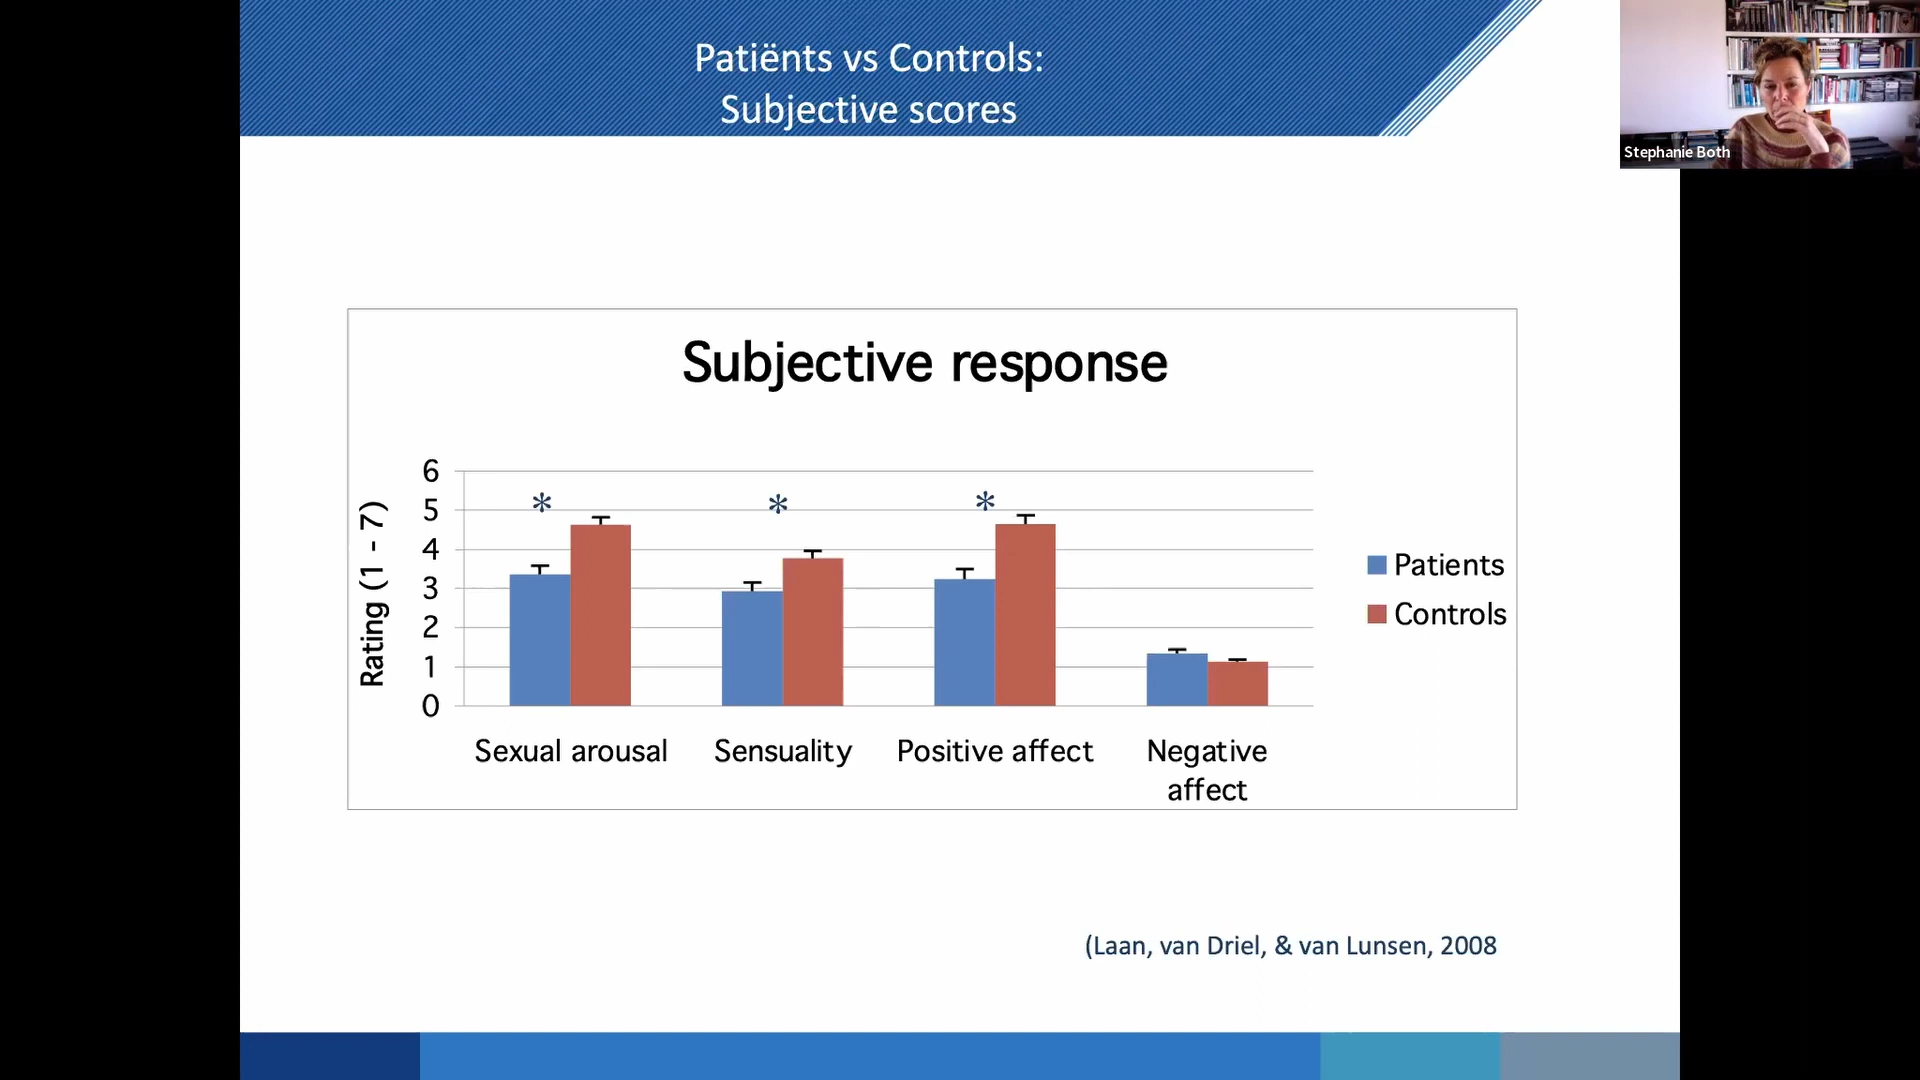 Patiënts vs Controls:
Subjective scores
Stephanie Both
Subjective response
Rating (1 - 7)
6
5
4
3
2
1
0
*
*
*
Sexual arousal
Sensuality
Positive affect
Negative
affect
Patients
Controls
(Laan, van Driel, & van Lunsen, 2008